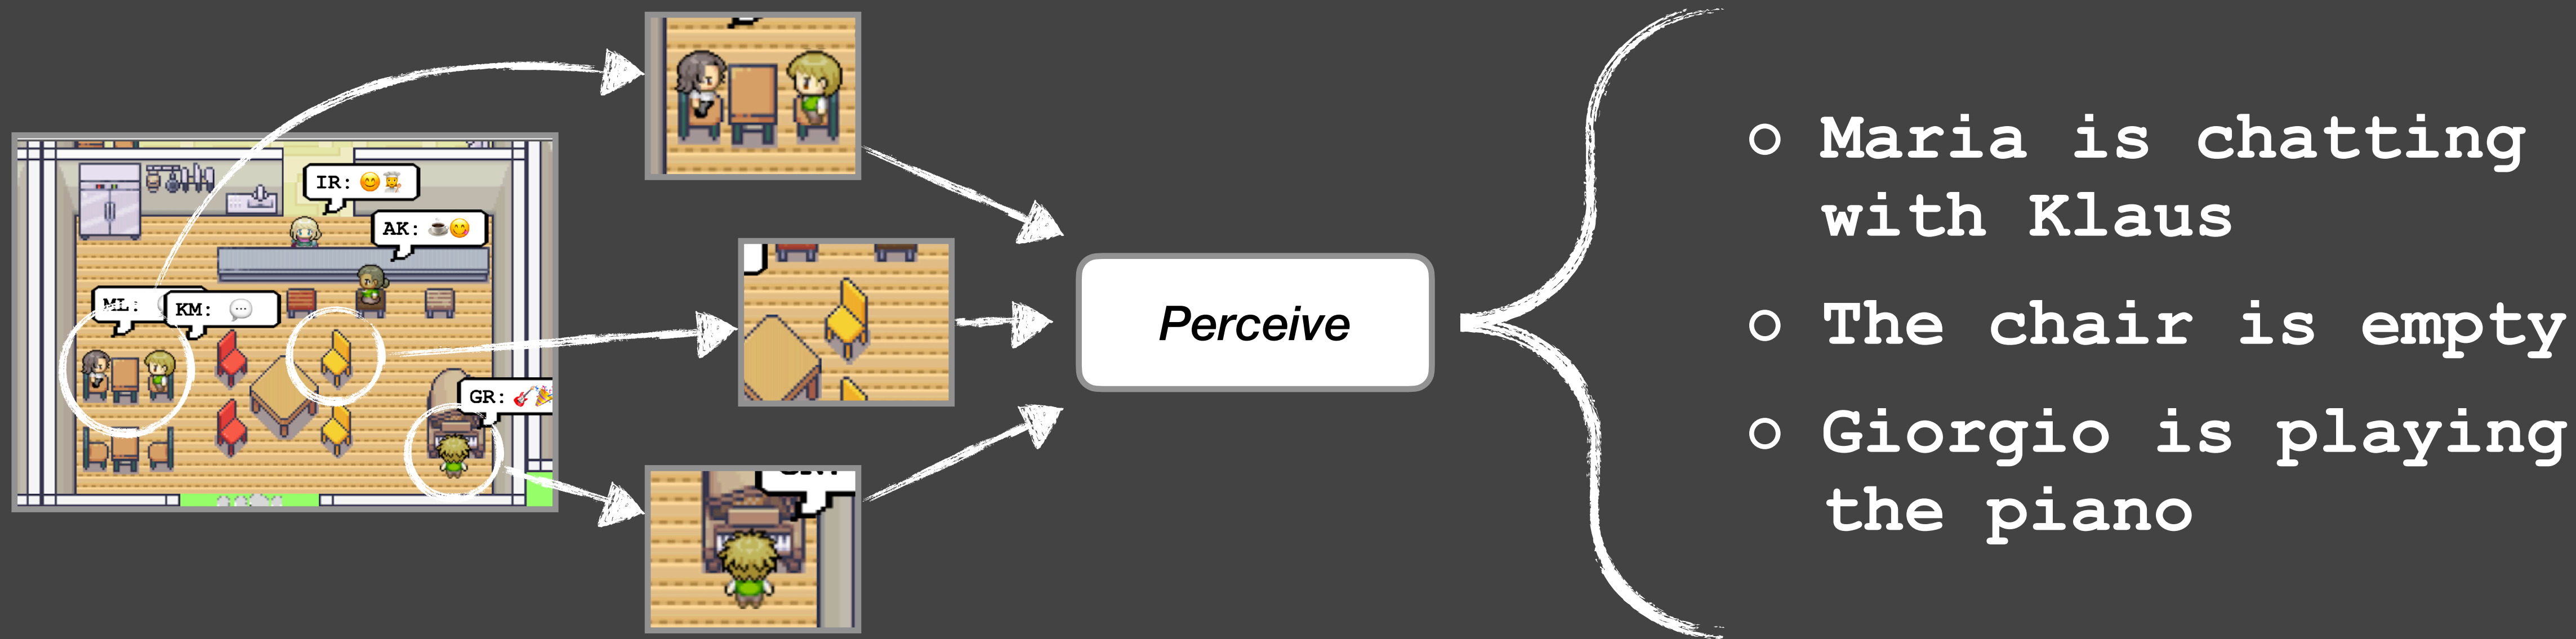 IR: 😊👨‍🍳
AK: ☕😋
ML:
KM: 💬
GR: 🎸🎉
Perceive
○ Maria is chatting
with Klaus
○ The chair is empty
○ Giorgio is playing
the piano